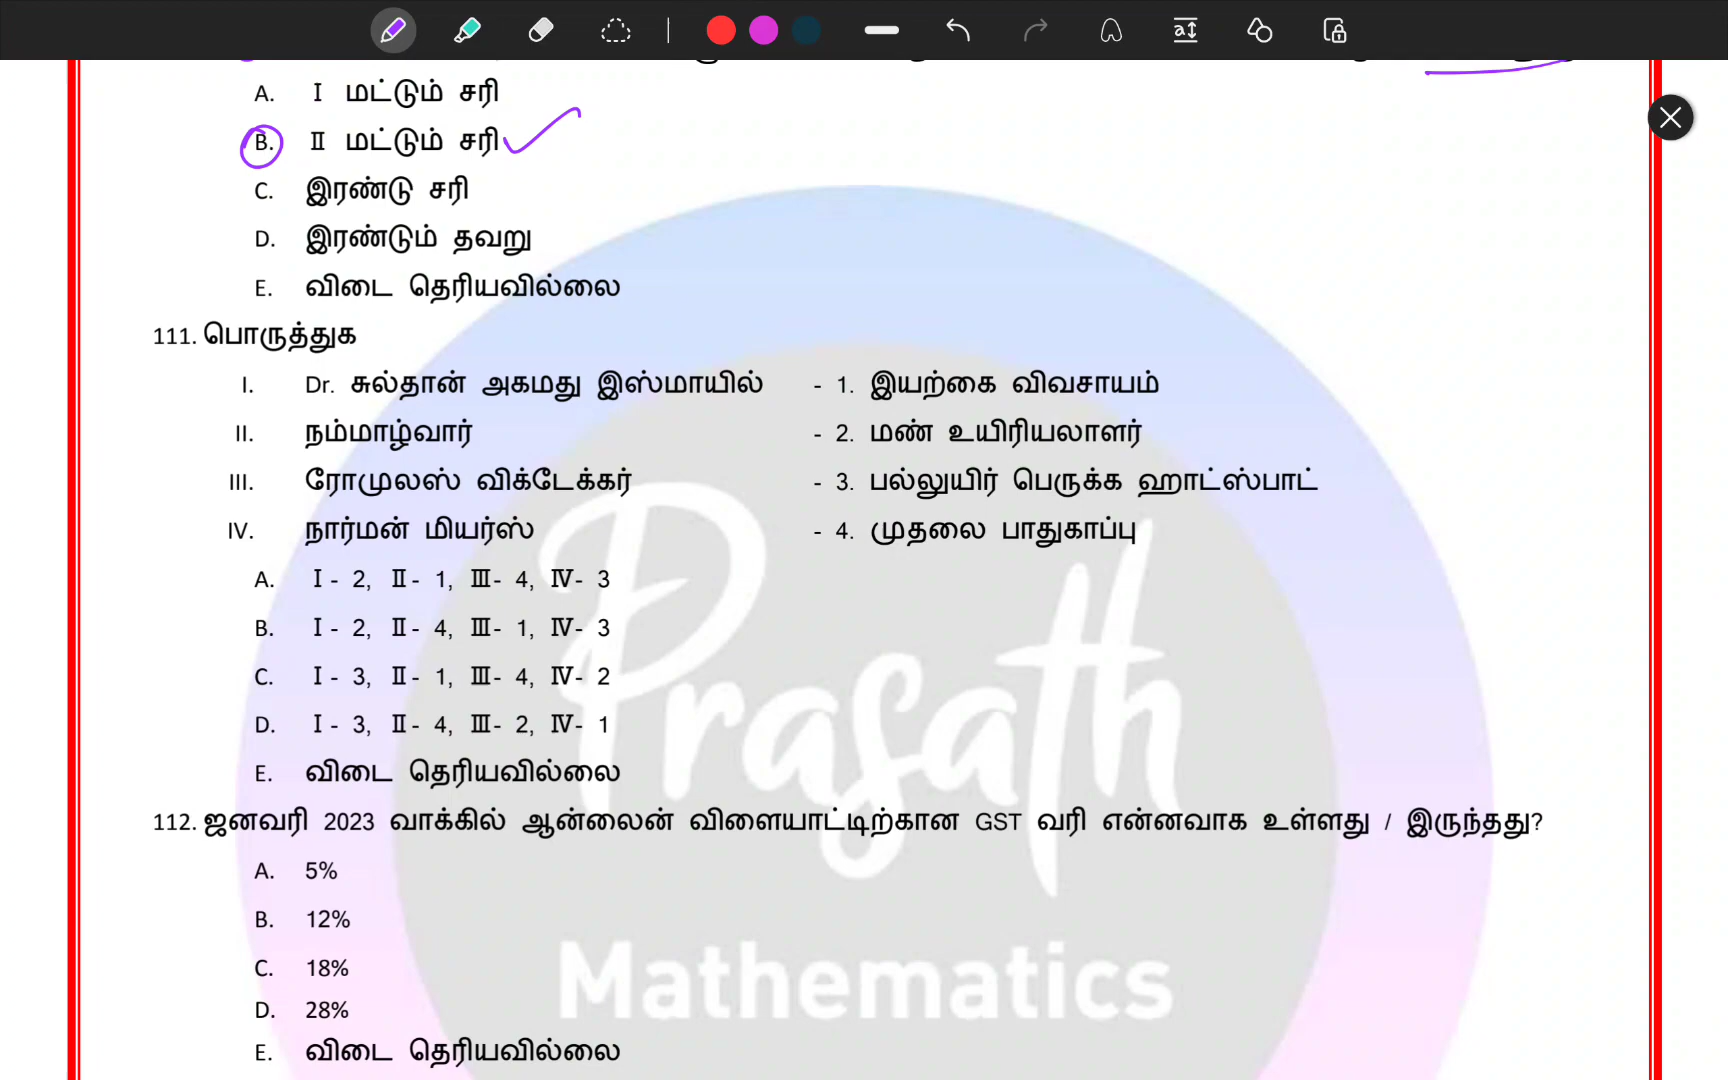 A. I மட்டும் சரி
B. II மட்டும் சரி
C. இரண்டு சரி
D. இரண்டும் தவறு
E. விடை தெரியவில்லை
111. பொருத்துக
I. Dr. சுல்தான் அகமது இஸ்மாயில் - 1. இயற்கை விவசாயம்
II. நம்மாழ்வார் - 2. மண் உயிரியலாளர்
III. ரோமுலஸ் விக்டேக்கர் - 3. பல்லுயிர் பெருக்க ஹாட்ஸ்பாட்
IV. நார்மன் மியர்ஸ் - 4. முதலை பாதுகாப்பு
A. I - 2, II - 1, III - 4, IV - 3
B. I - 2, II - 4, III - 1, IV - 3
C. I - 3, II - 1, III - 4, IV - 2
D. I - 3, II - 4, III - 2, IV - 1
E. விடை தெரியவில்லை
112. ஜனவரி 2023 வாக்கில் ஆன்லைன் விளையாட்டிற்கான GST வரி என்னவாக உள்ளது / இருந்தது?
A. 5%
B. 12%
C. 18%
D. 28%
E. விடை தெரியவில்லை
Prasath
Mathematics